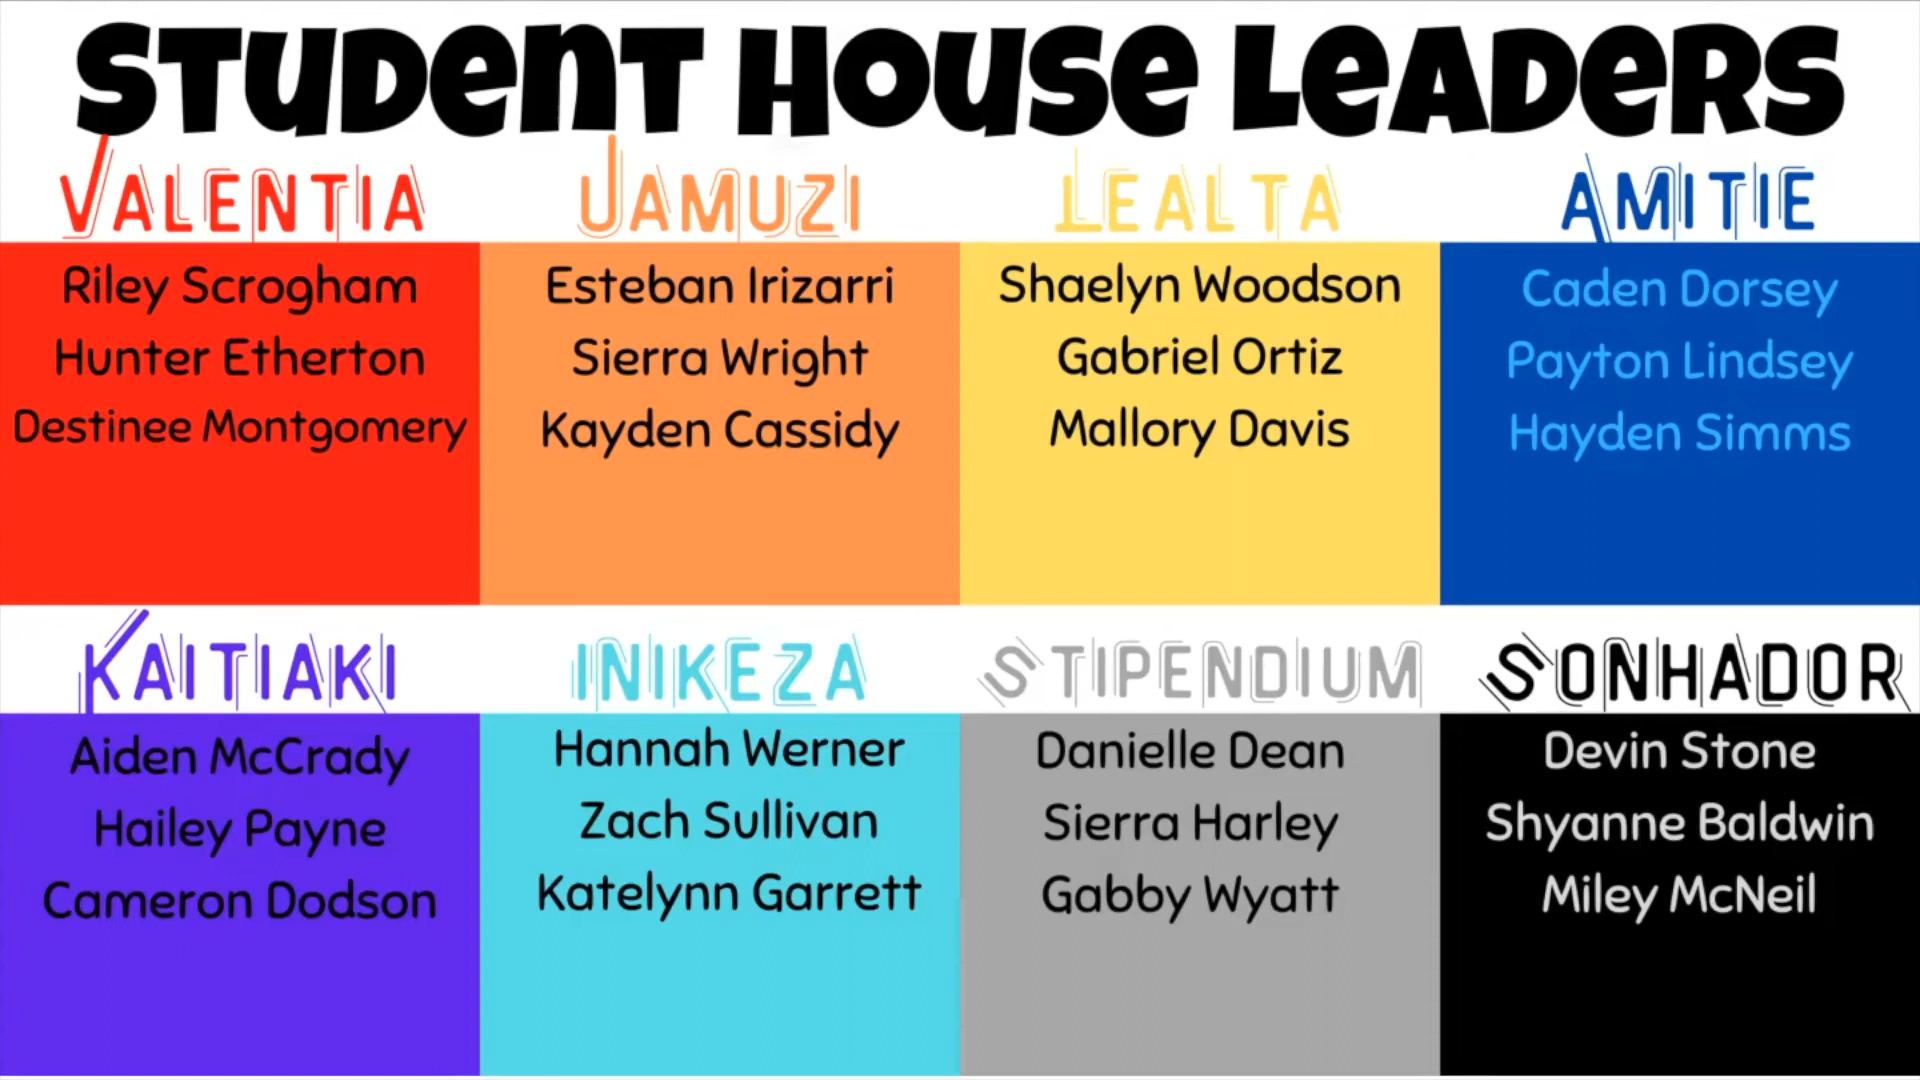 STUDENT HOUSE LEADERS
VALENTIA
Riley Scrogham
Hunter Etherton
Destinee Montgomery
JAMUZI
Esteban Irizarri
Sierra Wright
Kayden Cassidy
LEALTA
Shaelyn Woodson
Gabriel Ortiz
Mallory Davis
AMITIE
Caden Dorsey
Payton Lindsey
Hayden Simms
KAITIAKI
Aiden McCrady
Hailey Payne
Cameron Dodson
INIKEZA
Hannah Werner
Zach Sullivan
Katelynn Garrett
STIPENDIUM
Danielle Dean
Sierra Harley
Gabby Wyatt
SONHADOR
Devin Stone
Shyanne Baldwin
Miley McNeil